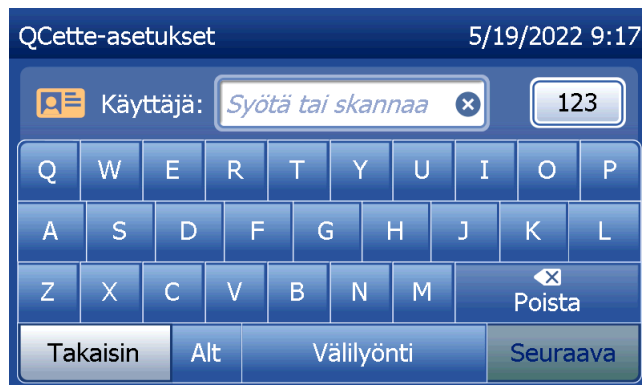 QCette-asetukset 5/19/2022 9:17
Käyttäjä: Syötä tai skannaa 123
Q W E R T Y U I O P
A S D F G H J K L
Z X C V B N M Poista
Takaisin Alt Välilyönti Seuraava